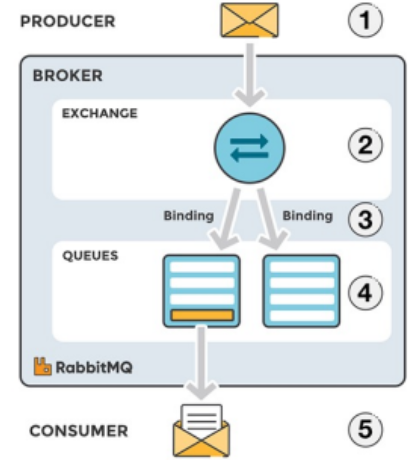 PRODUCER 1
BROKER
EXCHANGE
2
Binding Binding 3
QUEUES
4
RabbitMQ
CONSUMER 5